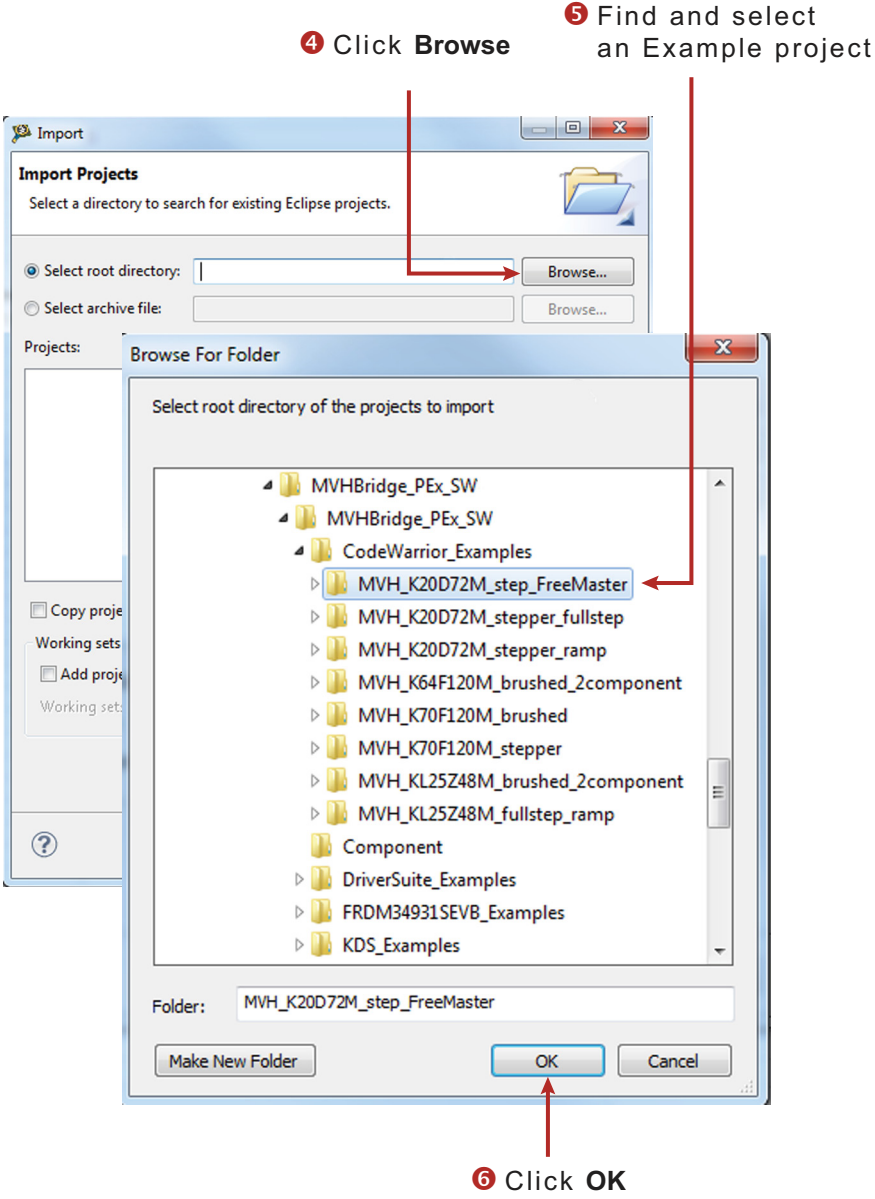 ❺ Find and select
an Example project
❹ Click Browse
Import
Import Projects
Select a directory to search for existing Eclipse projects.
Select root directory:
Browse...
Select archive file:
Browse...
Projects:
Browse For Folder
Select root directory of the projects to import
MVHBridge_PEx_SW
MVHBridge_PEx_SW
CodeWarrior_Examples
MVH_K20D72M_step_FreeMaster
MVH_K20D72M_stepper_fullstep
MVH_K20D72M_stepper_ramp
MVH_K64F120M_brushed_2component
MVH_K70F120M_brushed
MVH_K70F120M_stepper
MVH_KL25Z48M_brushed_2component
MVH_KL25Z48M_fullstep_ramp
Component
DriverSuite_Examples
FRDM34931SEVB_Examples
KDS_Examples
Copy proje
Working sets
Add proje
Working set
Folder:
MVH_K20D72M_step_FreeMaster
Make New Folder
OK
Cancel
❻ Click OK